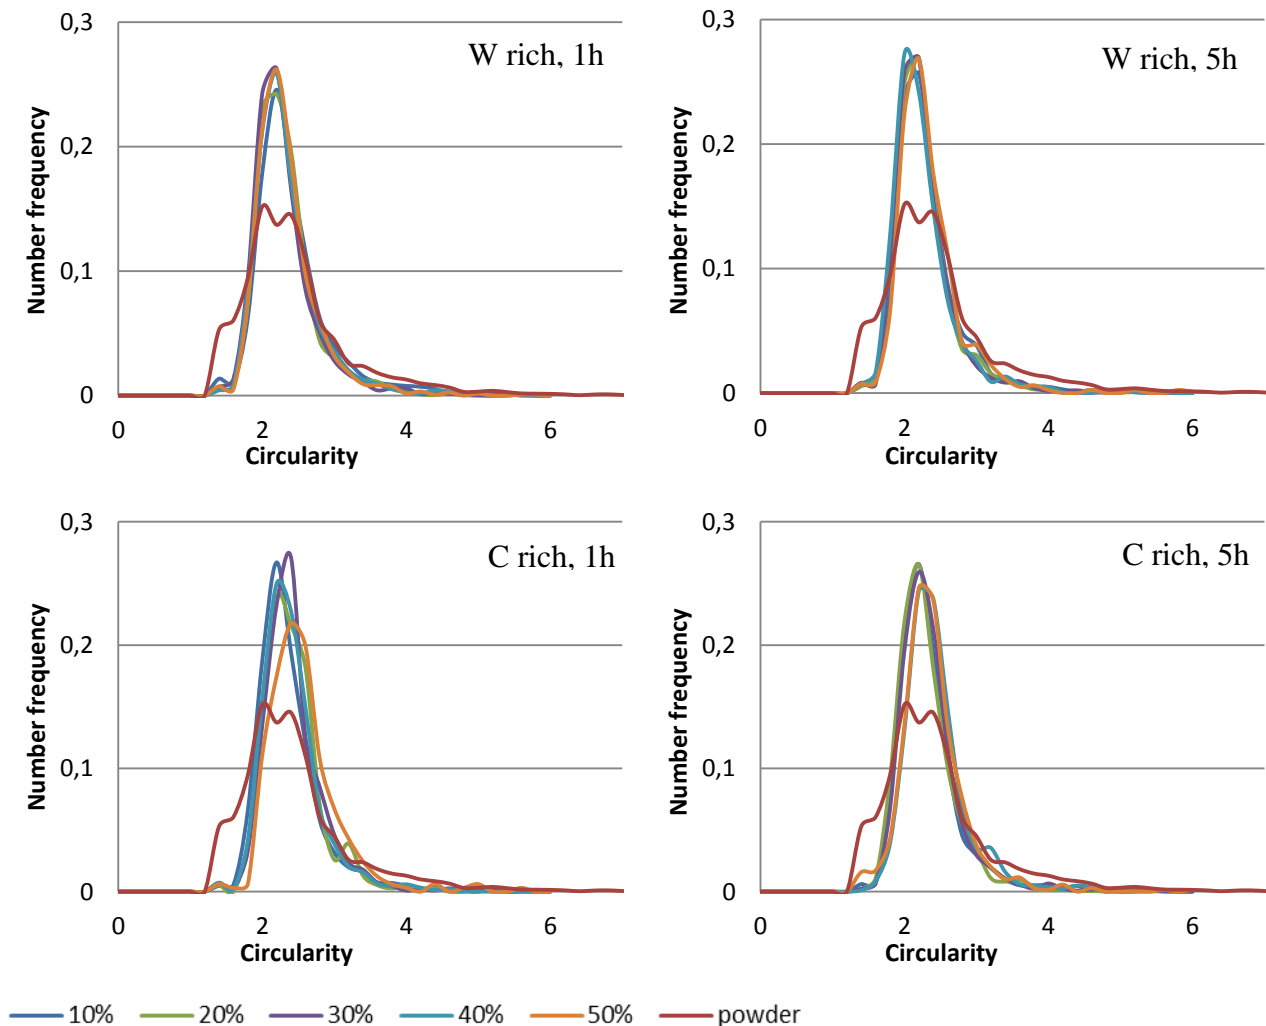 W rich, 1h
Number frequency
0,3
0,2
0,1
0
0 2 4 6
Circularity
W rich, 5h
Number frequency
0,3
0,2
0,1
0
0 2 4 6
Circularity
C rich, 1h
Number frequency
0,3
0,2
0,1
0
0 2 4 6
Circularity
C rich, 5h
Number frequency
0,3
0,2
0,1
0
0 2 4 6
Circularity
10% 20% 30% 40% 50% powder